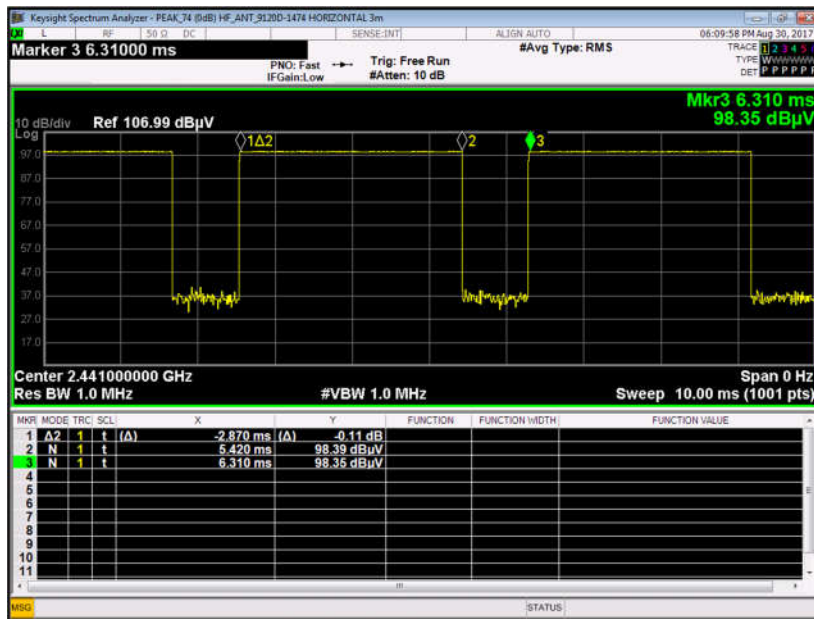 Keysight Spectrum Analyzer - PEAK_74 (0dB) HF_ANT_9120D-1474 HORIZONTAL 3m
L RF 50 Ω DC SENSE:INT ALIGN AUTO 06:09:58 PM Aug 30, 2017
Marker 3 6.31000 ms
#Avg Type: RMS
TRACE 1 2 3 4 5
PNO: Fast Trig: Free Run
TYPE W
IFGain:Low #Atten: 10 dB
DET P P P P P
Mkr3 6.310 ms
10 dB/div Ref 106.99 dBµV 98.35 dBµV
Log
1Δ2 2 3
97.0
87.0
77.0
67.0
57.0
47.0
37.0
27.0
17.0
Center 2.441000000 GHz Span 0 Hz
Res BW 1.0 MHz #VBW 1.0 MHz Sweep 10.00 ms (1001 pts)
MKR MODE TRC SCL X Y FUNCTION FUNCTION WIDTH FUNCTION VALUE
1 Δ2 1 t (Δ) -2.870 ms (Δ) -0.11 dB
2 N 1 t 5.420 ms 98.39 dBµV
3 N 1 t 6.310 ms 98.35 dBµV
4
5
6
7
8
9
10
11
MSG STATUS